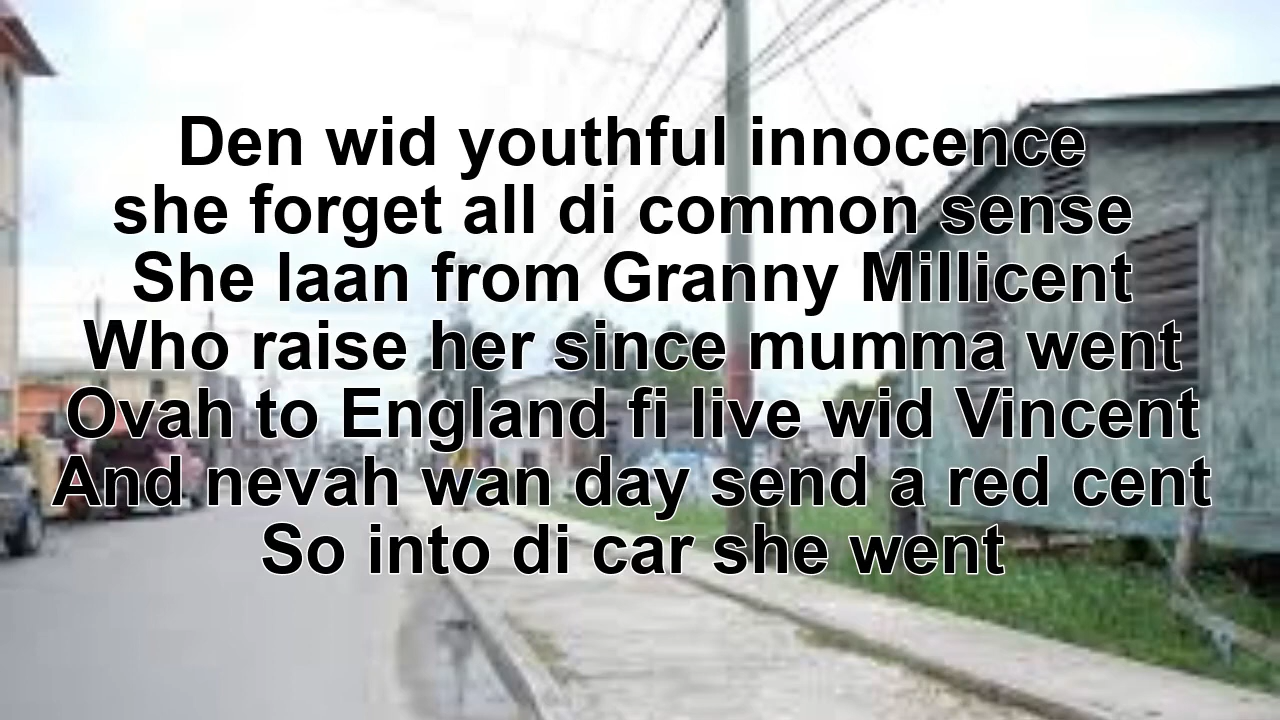 Den wid youthful innocence
she forget all di common sense
She laan from Granny Millicent
Who raise her since mumma went
Ovah to England fi live wid Vincent
And nevah wan day send a red cent
So into di car she went